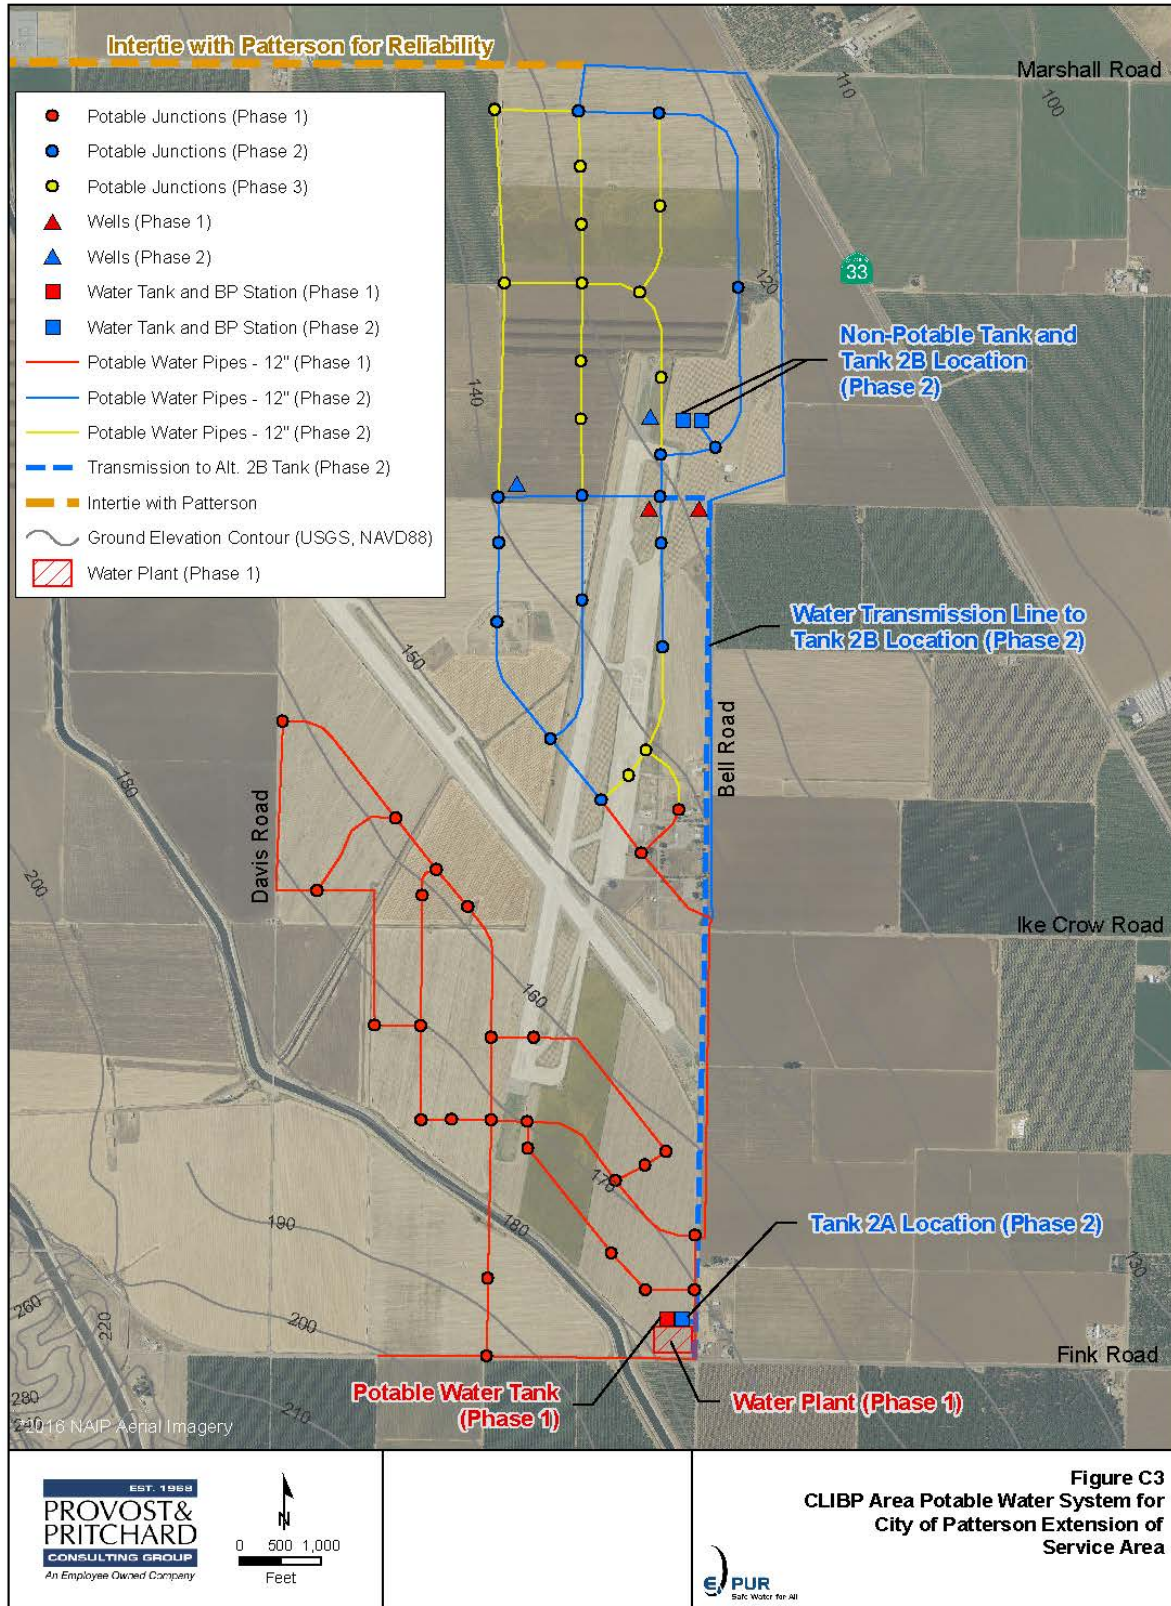 Intertie with Patterson for Reliability
Marshall Road
Potable Junctions (Phase 1)
Potable Junctions (Phase 2)
Potable Junctions (Phase 3)
Wells (Phase 1)
Wells (Phase 2)
Water Tank and BP Station (Phase 1)
Water Tank and BP Station (Phase 2)
Potable Water Pipes - 12" (Phase 1)
Potable Water Pipes - 12" (Phase 2)
Potable Water Pipes - 12" (Phase 2)
Transmission to Alt. 2B Tank (Phase 2)
Intertie with Patterson
Ground Elevation Contour (USGS, NAVD88)
Water Plant (Phase 1)
110
100
33
120
Non-Potable Tank and
Tank 2B Location
(Phase 2)
140
Water Transmission Line to
Tank 2B Location (Phase 2)
150
Bell Road
180
Davis Road
200
Ike Crow Road
160
170
190
180
Tank 2A Location (Phase 2)
130
260
220
200
Fink Road
280
240
210
Potable Water Tank
(Phase 1)
Water Plant (Phase 1)
*2016 NAIP Aerial Imagery
EST. 1968
PROVOST&
PRITCHARD
CONSULTING GROUP
An Employee Owned Company
N
0 500 1,000
Feet
Figure C3
CLIBP Area Potable Water System for
City of Patterson Extension of
Service Area
E PUR
Safe Water for All